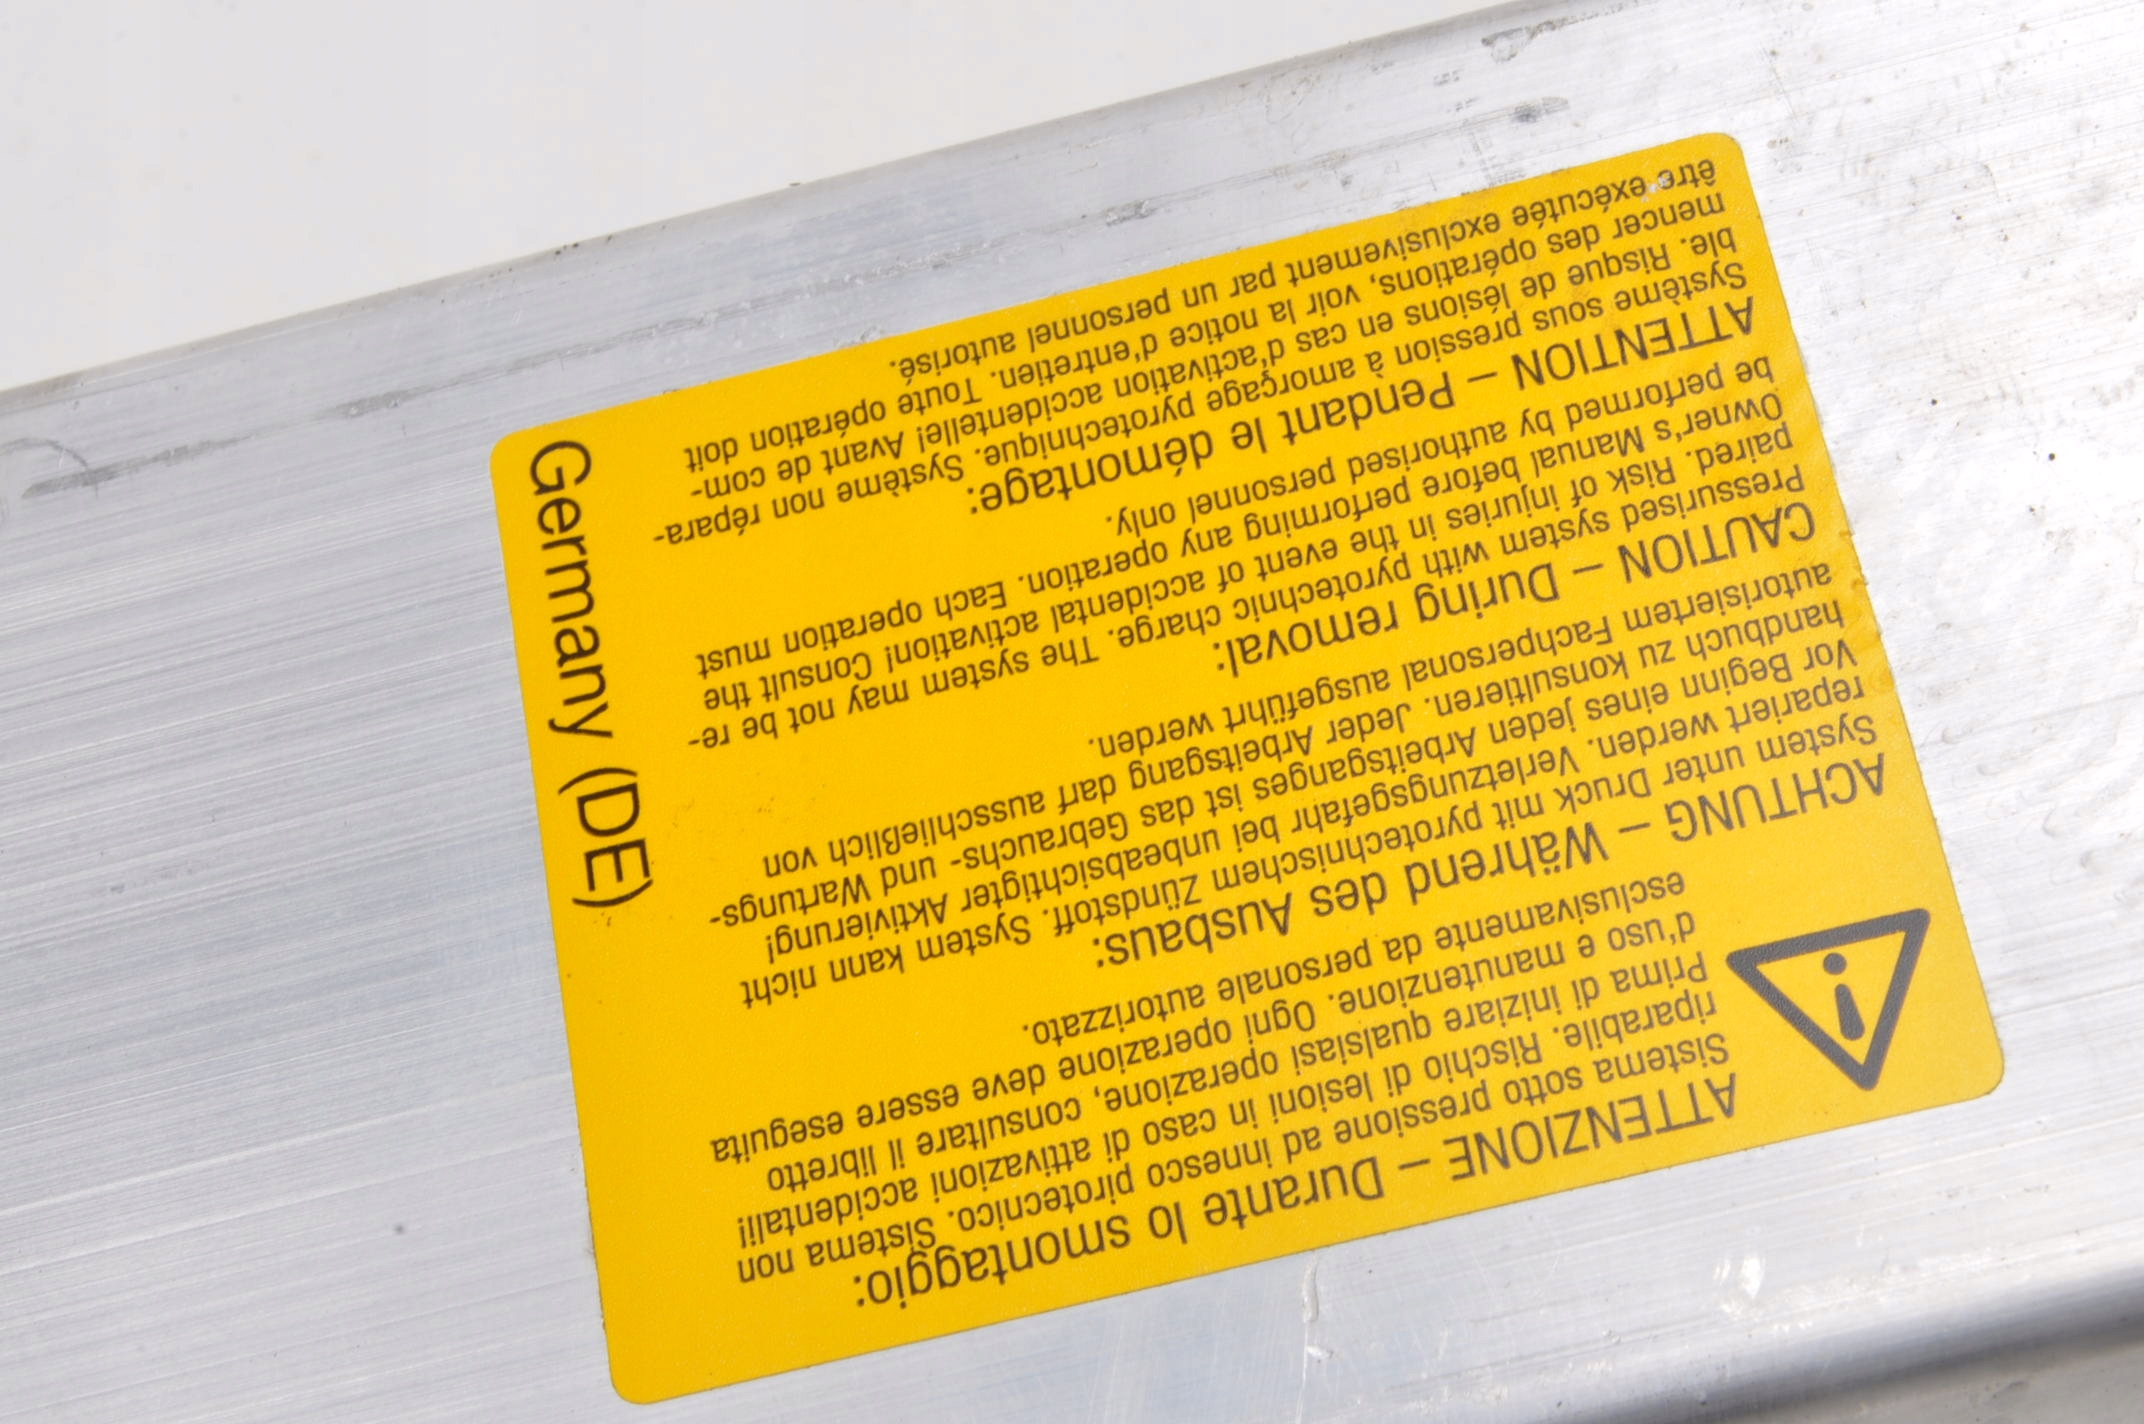 ATTENZIONE – Durante lo smontaggio:
Sistema sotto pressione ad innesco pirotecnico. Sistema non
riparabile. Rischio di lesioni in caso di attivazioni accidentali!
Prima di iniziare qualsiasi operazione, consultare il libretto
d'uso e manutenzione. Ogni operazione deve essere eseguita
esclusivamente da personale autorizzato.
ACHTUNG – Während des Ausbaus:
System unter Druck mit pyrotechnischem Zündstoff. System kann nicht
repariert werden. Verletzungsgefahr bei unbeabsichtigter Aktivierung!
Vor Beginn eines jeden Arbeitsganges ist das Gebrauchs- und Wartungs-
handbuch zu konsultieren. Jeder Arbeitsgang darf ausschließlich von
autorisiertem Fachpersonal ausgeführt werden.
CAUTION – During removal:
Pressurised system with pyrotechnic charge. The system may not be re-
paired. Risk of injuries in the event of accidental activation! Consult the
Owner's Manual before performing any operation. Each operation must
be performed by authorised personnel only.
ATTENTION – Pendant le démontage:
Système sous pression à amorçage pyrotechnique. Système non répara-
ble. Risque de lésions en cas d'activation accidentelle! Avant de com-
mencer des opérations, voir la notice d'entretien. Toute opération doit
être exécutée exclusivement par un personnel autorisé.
Germany (DE)